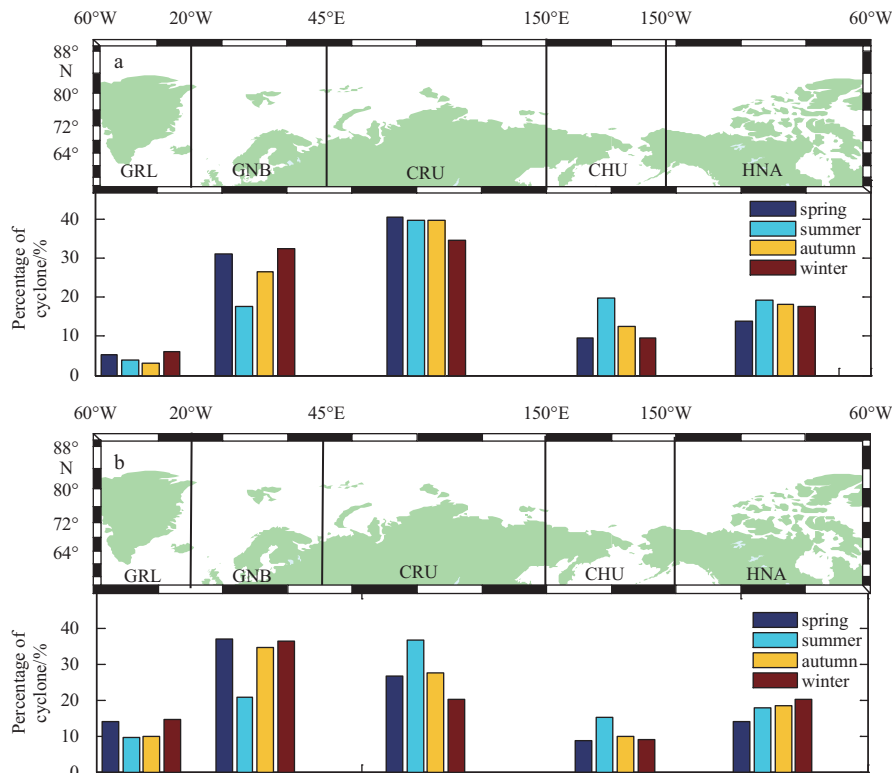 60°W 20°W 45°E 150°E 150°W 60°W
a
88°
N
80°
72°
64°
GRL GNB CRU CHU HNA
Percentage of
cyclone/%
40
30
20
10
0
spring
summer
autumn
winter
60°W 20°W 45°E 150°E 150°W 60°W
b
88°
N
80°
72°
64°
GRL GNB CRU CHU HNA
Percentage of
cyclone/%
40
30
20
10
0
spring
summer
autumn
winter